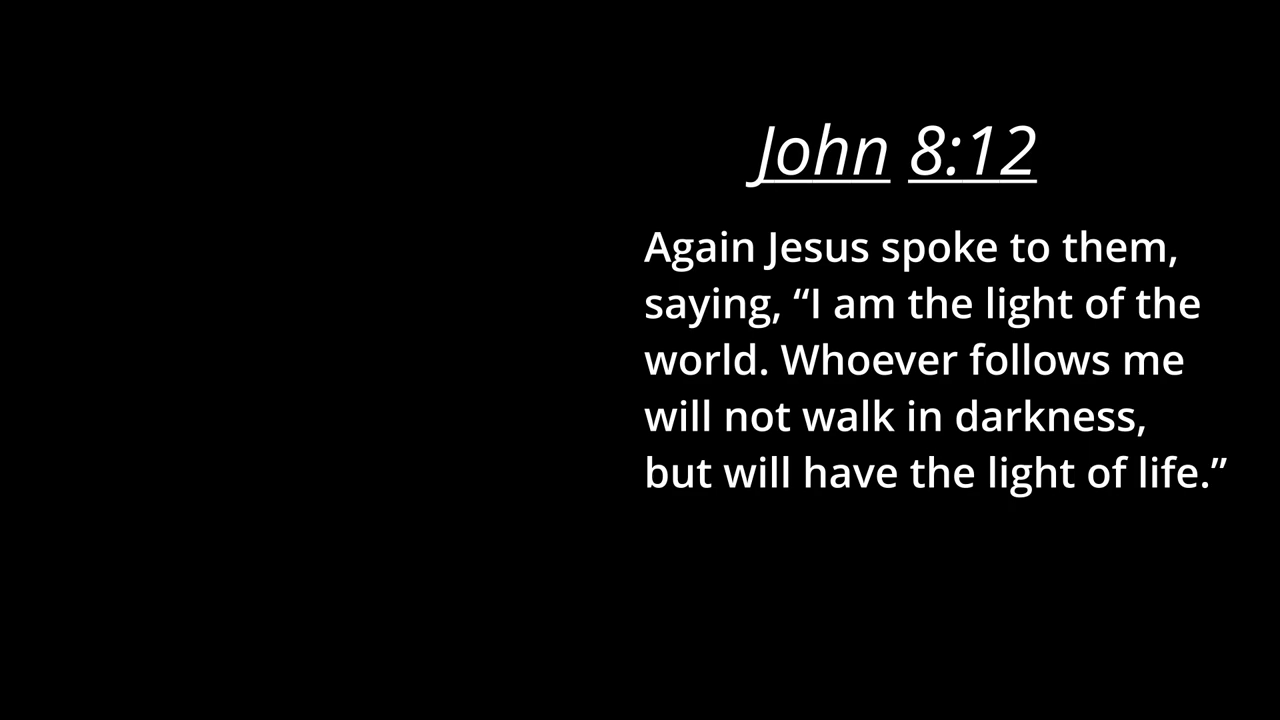 John 8:12
Again Jesus spoke to them,
saying, “I am the light of the
world. Whoever follows me
will not walk in darkness,
but will have the light of life.”